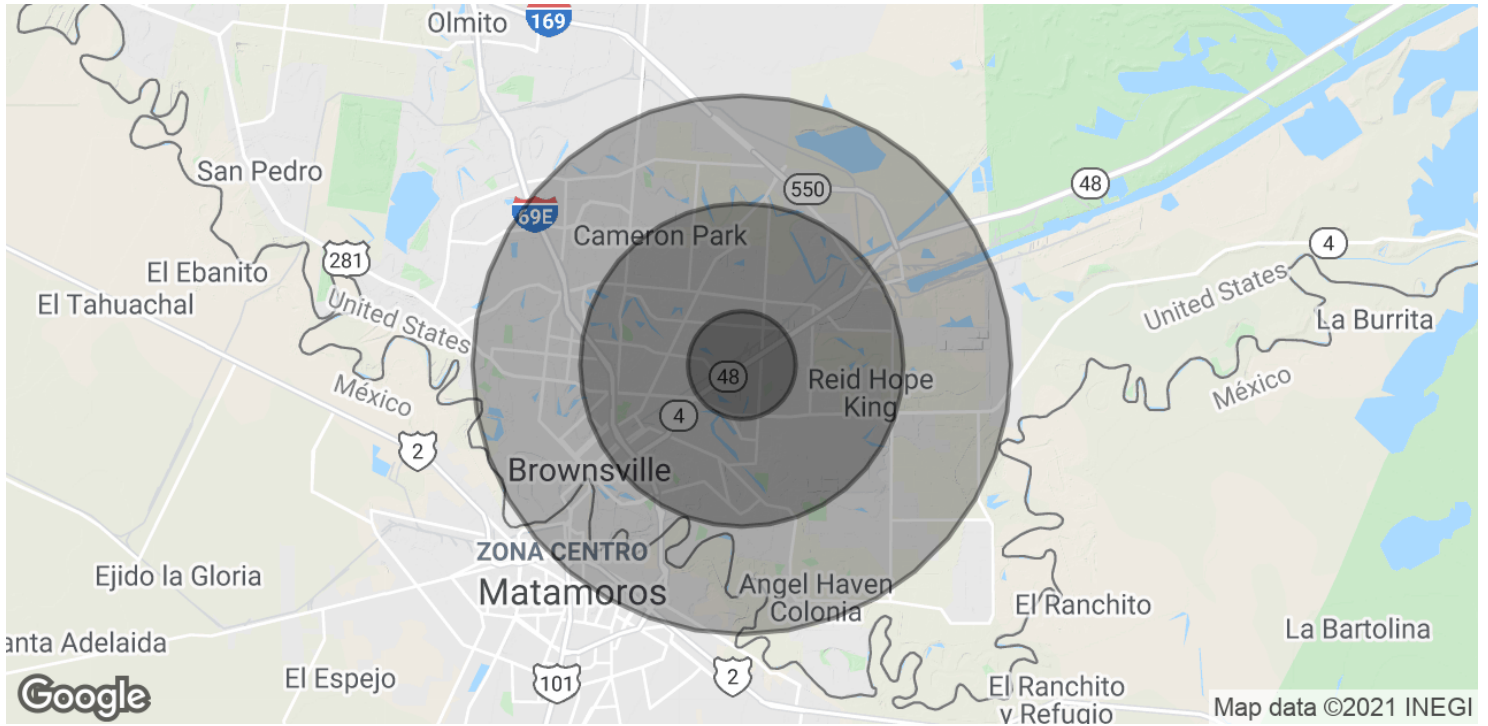 Olmito
169
San Pedro
550
48
69E
Cameron Park
281
4
El Ebanito
El Tahuachal
United States
United States
La Burrita
México
48
Reid Hope
King
México
4
2
Brownsville
ZONA CENTRO
Matamoros
Ejido la Gloria
Angel Haven
Colonia
El Ranchito
La Bartolina
anta Adelaida
El Espejo
101
2
El Ranchito
y Refugio
Google
Map data ©2021 INEGI